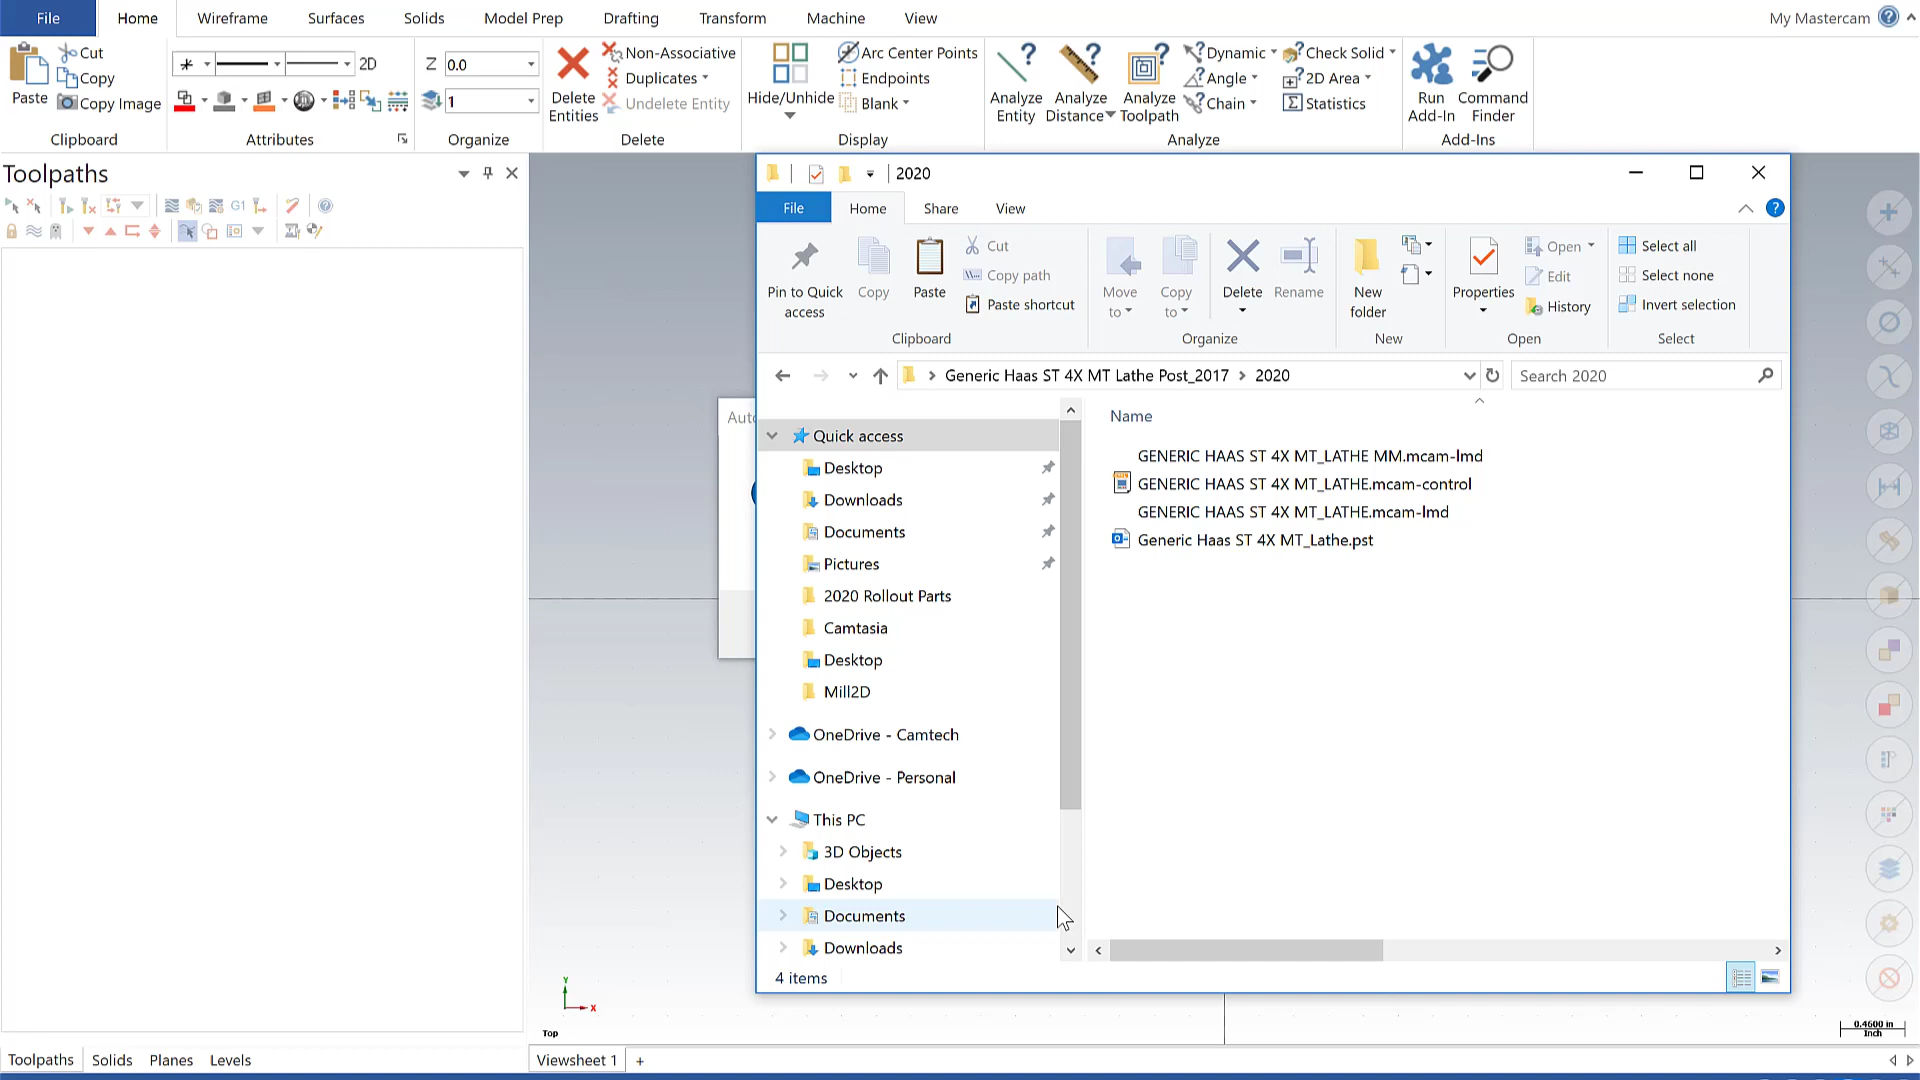 File Home Wireframe Surfaces Solids Model Prep Drafting Transform Machine View My Mastercam
Paste
Cut
Copy
Copy Image
Clipboard
2D
Attributes
Z 0.0
1
Organize
Delete
Entities
Non-Associative
Duplicates
Undelete Entity
Delete
Hide/Unhide
Arc Center Points
Endpoints
Blank
Display
Analyze
Entity
Analyze
Distance
Analyze
Toolpath
Dynamic
Angle
Chain
Check Solid
2D Area
Statistics
Analyze
Run
Add-In
Command
Finder
Add-Ins
Toolpaths
G1
2020
File Home Share View
Pin to Quick
access
Copy
Paste
Cut
Copy path
Paste shortcut
Clipboard
Move
to
Copy
to
Delete
Rename
Organize
New
folder
New
Properties
Open
Edit
History
Open
Select all
Select none
Invert selection
Select
Generic Haas ST 4X MT Lathe Post_2017 > 2020
Search 2020
Quick access
Desktop
Downloads
Documents
Pictures
2020 Rollout Parts
Camtasia
Desktop
Mill2D
OneDrive - Camtech
OneDrive - Personal
This PC
3D Objects
Desktop
Documents
Downloads
Name
GENERIC HAAS ST 4X MT_LATHE MM.mcam-lmd
GENERIC HAAS ST 4X MT_LATHE.mcam-control
GENERIC HAAS ST 4X MT_LATHE.mcam-lmd
Generic Haas ST 4X MT_Lathe.pst
4 items
Y
X
Top
0.4600 in
Inch
Toolpaths Solids Planes Levels
Viewsheet 1 +